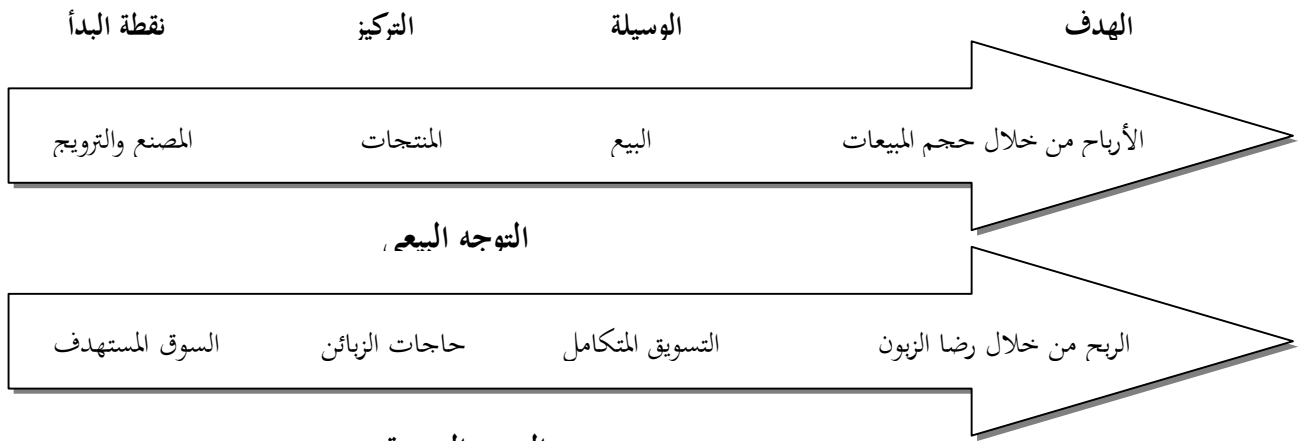 الهدف الوسيلة التركيز نقطة البدأ
الأرباح من خلال حجم المبيعات البيع المنتجات المصنع والترويج
التوجه البيعي
الربح من خلال رضا الزبون التسويق المتكامل حاجات الزبائن السوق المستهدف